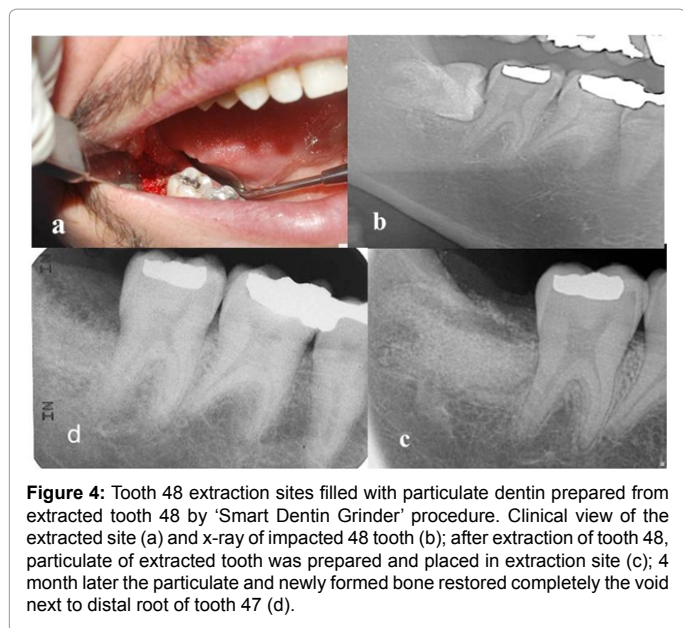 a
b
d
c
Figure 4: Tooth 48 extraction sites filled with particulate dentin prepared from
extracted tooth 48 by ‘Smart Dentin Grinder’ procedure. Clinical view of the
extracted site (a) and x-ray of impacted 48 tooth (b); after extraction of tooth 48,
particulate of extracted tooth was prepared and placed in extraction site (c); 4
month later the particulate and newly formed bone restored completely the void
next to distal root of tooth 47 (d).